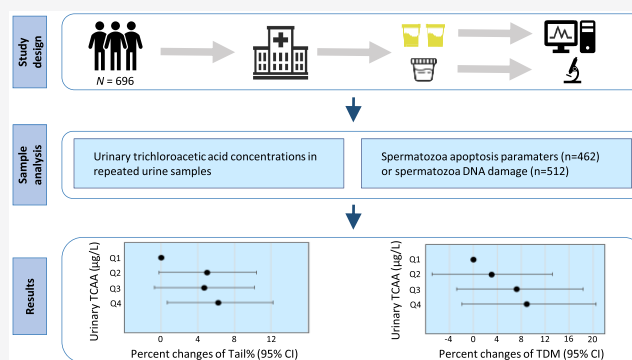 Study
design
N = 696
Sample
analysis
Urinary trichloroacetic acid concentrations in
repeated urine samples
Spermatozoa apoptosis paramaters (n=462)
or spermatozoa DNA damage (n=512)
Results
Urinary TCAA (µg/L)
Q1
Q2
Q3
Q4
0
4
8
12
Percent changes of Tail% (95% CI)
Urinary TCAA (µg/L)
Q1
Q2
Q3
Q4
-4
0
4
8
12
16
20
Percent changes of TDM (95% CI)